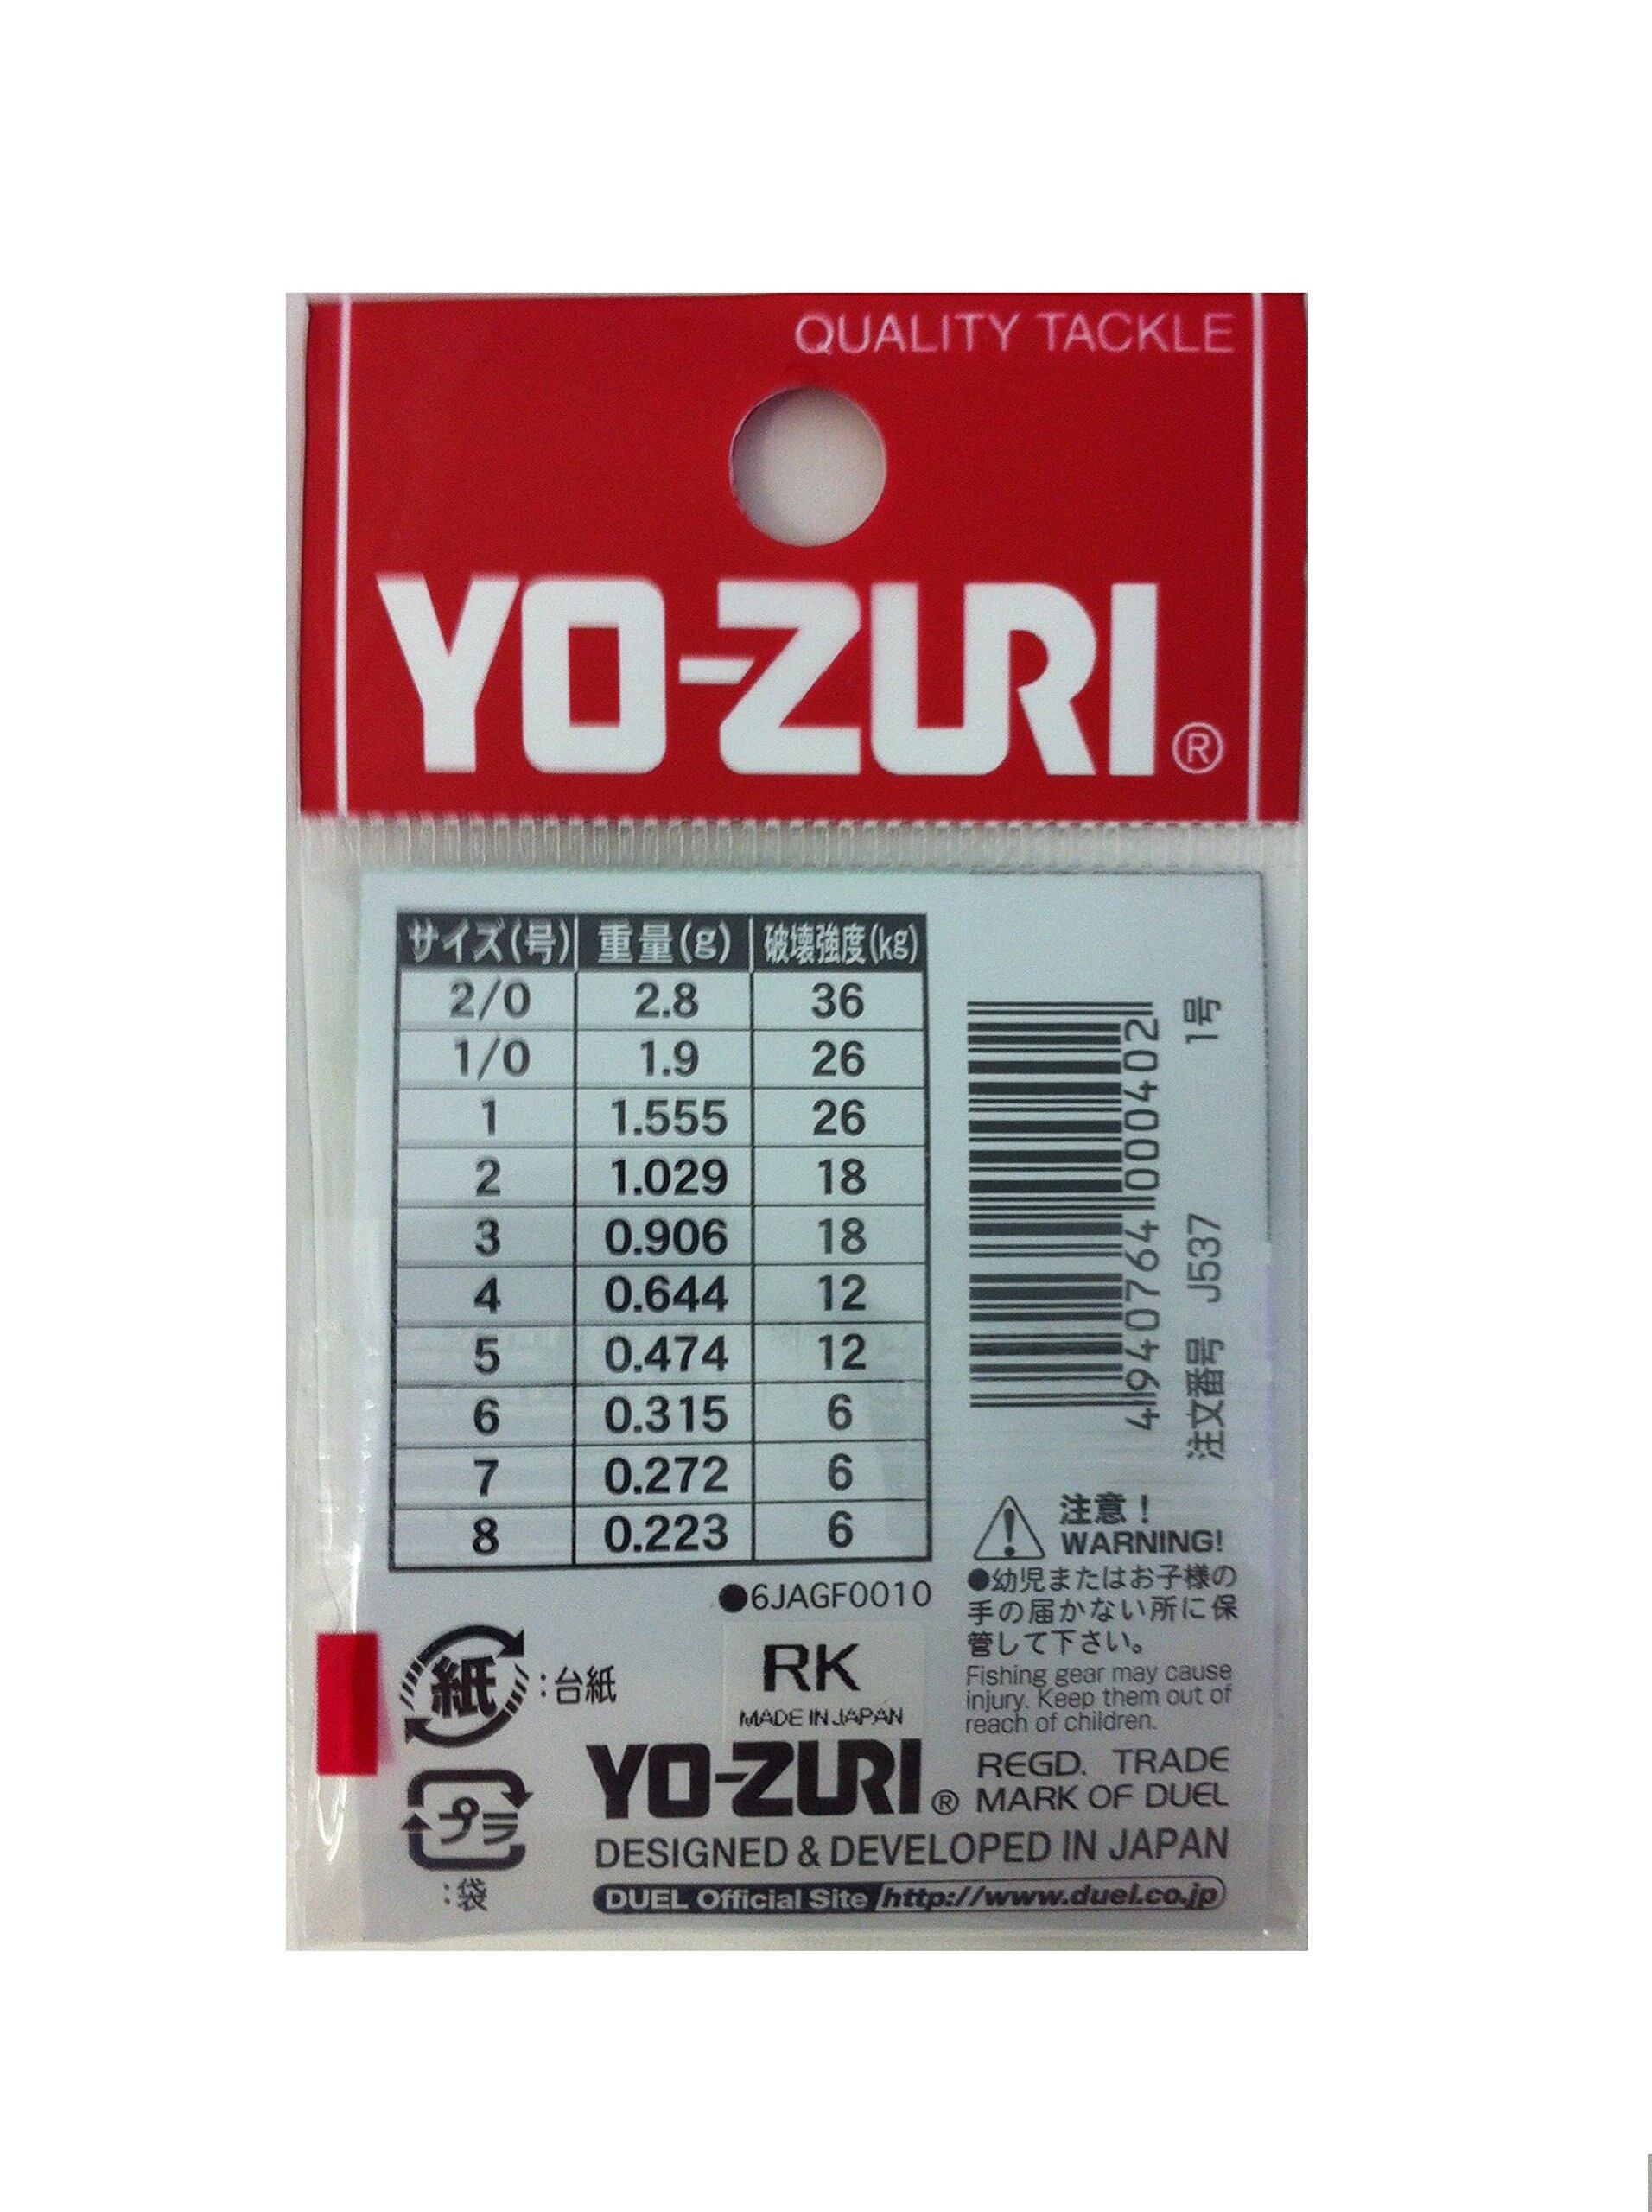 QUALITY TACKLE
YO-ZURI®
サイズ(号) 重量(g) 破壊強度(kg)
2/0 2.8 36
1/0 1.9 26
1 1.555 26
2 1.029 18
3 0.906 18
4 0.644 12
5 0.474 12
6 0.315 6
7 0.272 6
8 0.223 6
●6JAGF0010
4 940764 000402
注文番号 J537 1号
注意!
WARNING!
●幼児またはお子様の
手の届かない所に保
管して下さい。
Fishing gear may cause
injury. Keep them out of
reach of children.
紙:台紙
プラ
:袋
RK
MADE IN JAPAN
YO-ZURI®
REGD. TRADE
MARK OF DUEL
DESIGNED & DEVELOPED IN JAPAN
DUEL Official Site http://www.duel.co.jp